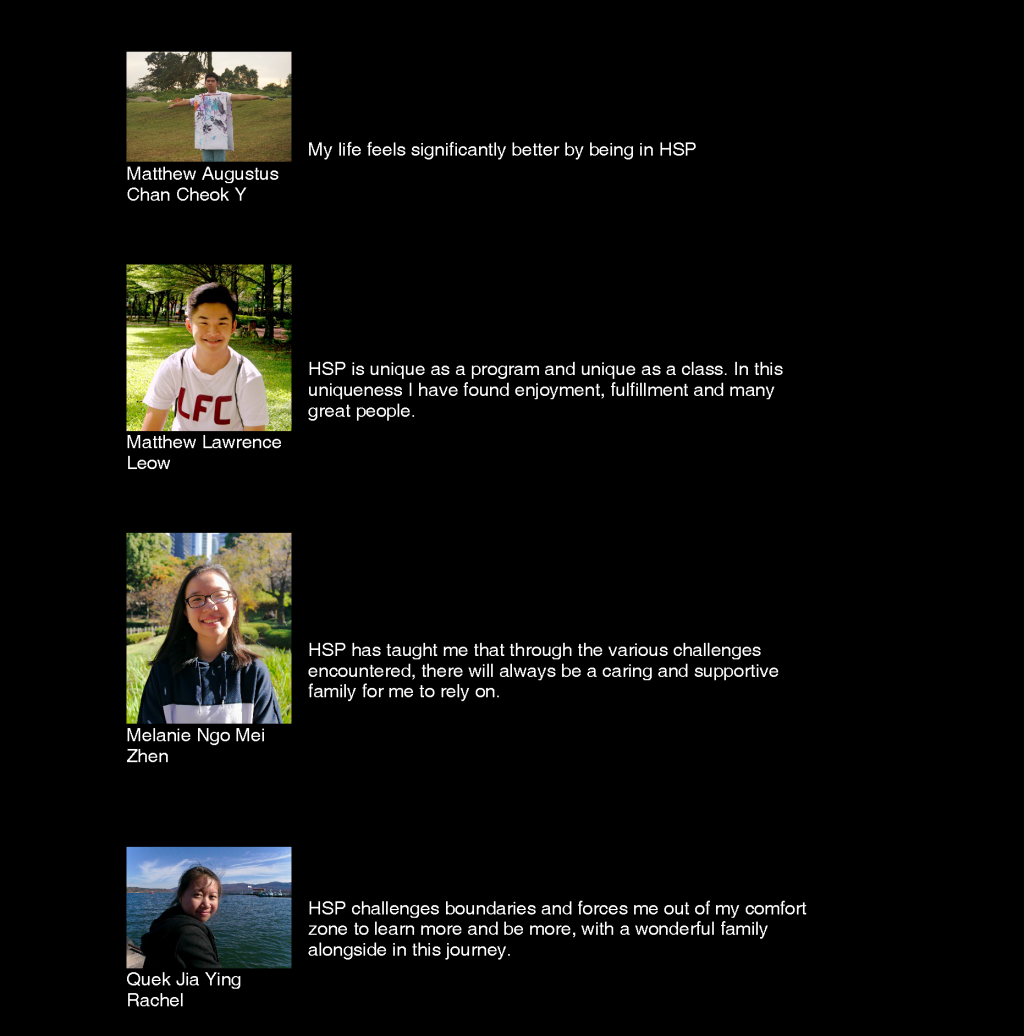 My life feels significantly better by being in HSP
Matthew Augustus
Chan Cheok Y
LFC
HSP is unique as a program and unique as a class. In this
uniqueness I have found enjoyment, fulfillment and many
great people.
Matthew Lawrence
Leow
HSP has taught me that through the various challenges
encountered, there will always be a caring and supportive
family for me to rely on.
Melanie Ngo Mei
Zhen
HSP challenges boundaries and forces me out of my comfort
zone to learn more and be more, with a wonderful family
alongside in this journey.
Quek Jia Ying
Rachel